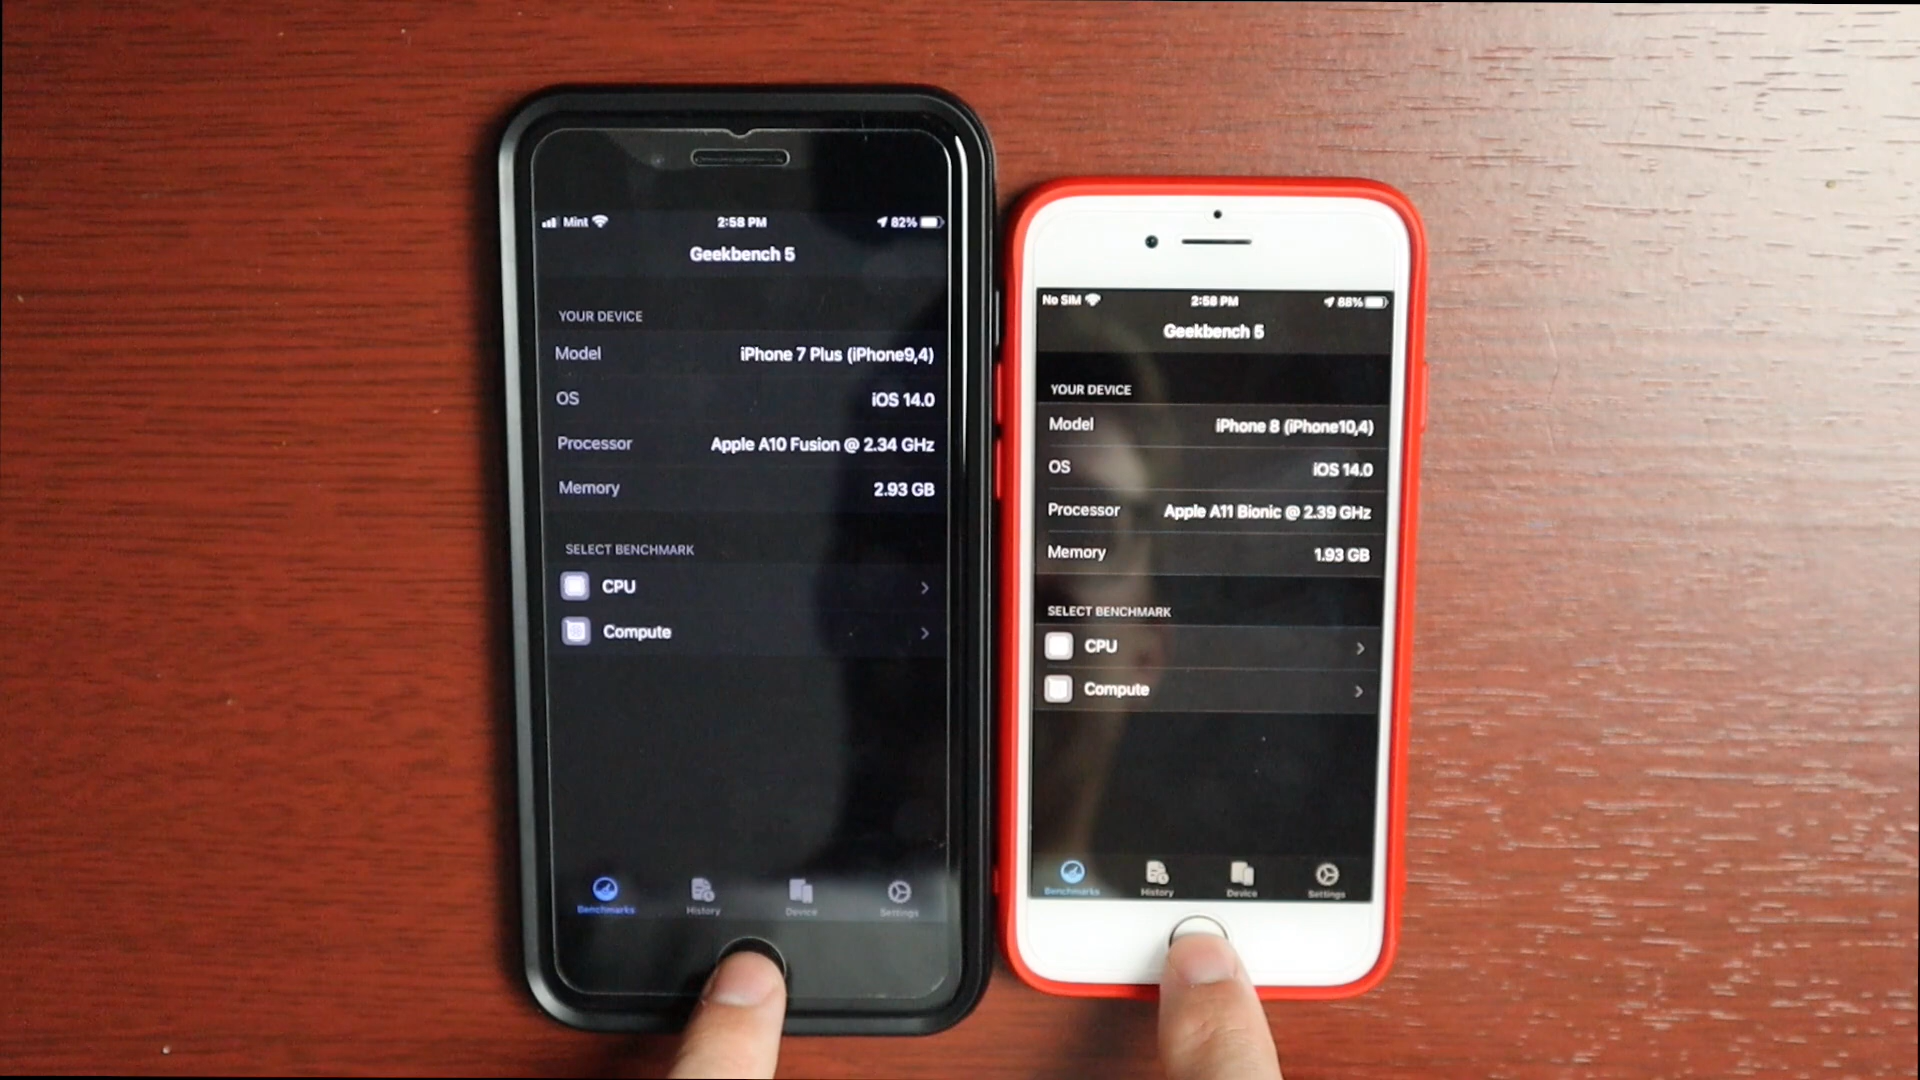 Mint 2:58 PM 82%
Geekbench 5
YOUR DEVICE
Model iPhone 7 Plus (iPhone9,4)
OS iOS 14.0
Processor Apple A10 Fusion @ 2.34 GHz
Memory 2.93 GB
SELECT BENCHMARK
CPU
Compute
Benchmarks History Device Settings
No SIM 2:58 PM 88%
Geekbench 5
YOUR DEVICE
Model iPhone 8 (iPhone10,4)
OS iOS 14.0
Processor Apple A11 Bionic @ 2.39 GHz
Memory 1.93 GB
SELECT BENCHMARK
CPU
Compute
Benchmarks History Device Settings